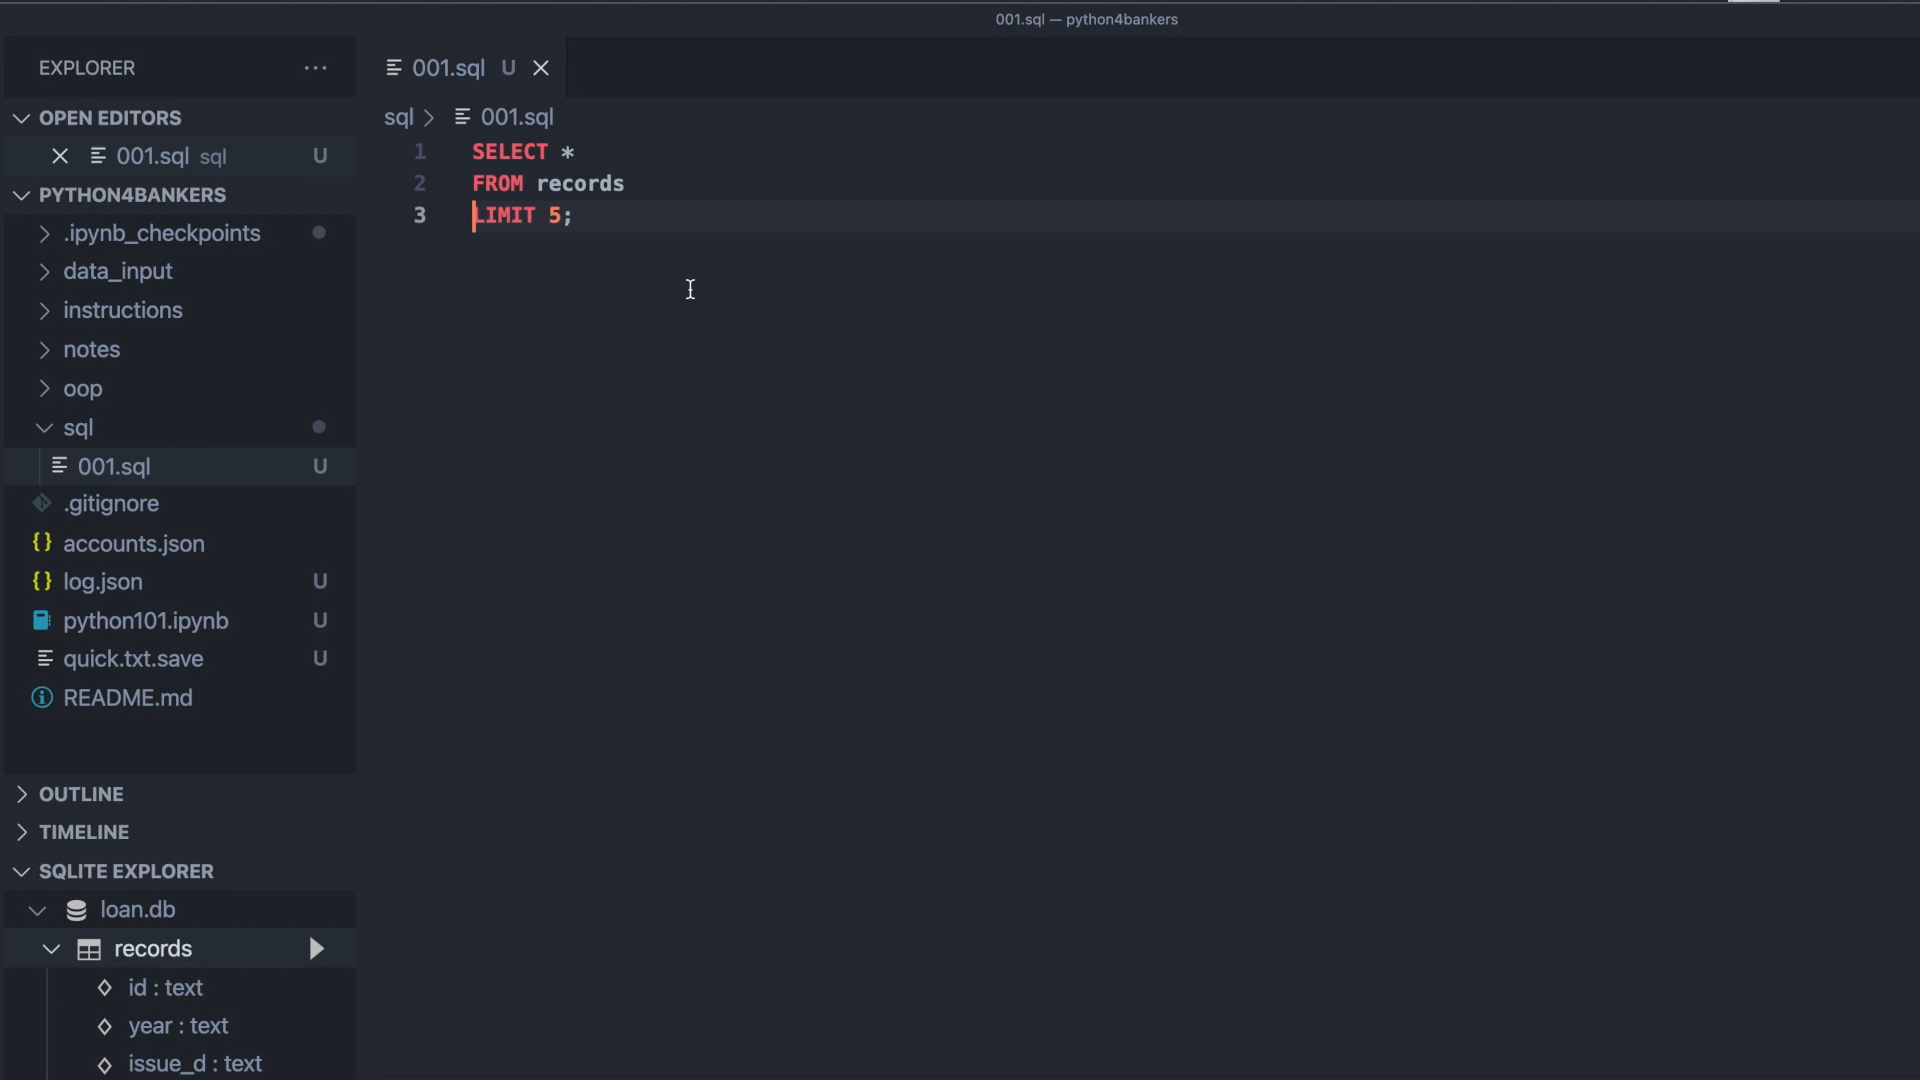 001.sql — python4bankers
EXPLORER
001.sql U
OPEN EDITORS
001.sql sql U
PYTHON4BANKERS
.ipynb_checkpoints
data_input
instructions
notes
oop
sql
001.sql U
.gitignore
accounts.json
log.json U
python101.ipynb U
quick.txt.save U
README.md
OUTLINE
TIMELINE
SQLITE EXPLORER
loan.db
records
id : text
year : text
issue_d : text
sql > 001.sql
1 SELECT *
2 FROM records
3 LIMIT 5;